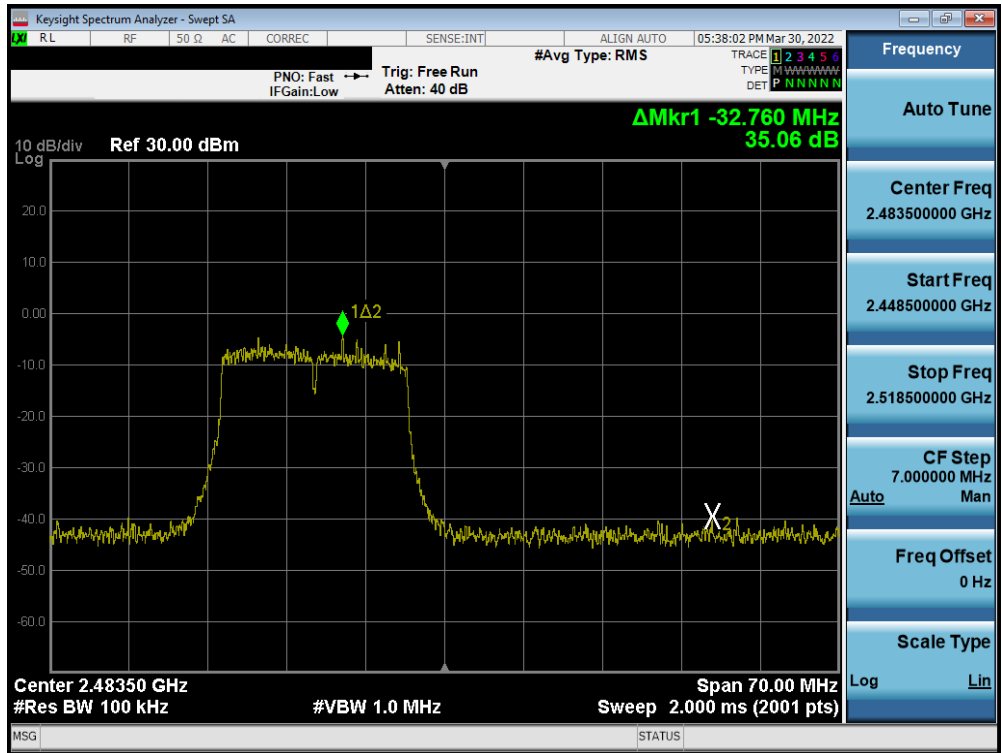 Keysight Spectrum Analyzer - Swept SA
LXI RL RF 50 Ω AC CORREC SENSE:INT ALIGN AUTO 05:38:02 PM Mar 30, 2022
#Avg Type: RMS
TRACE 1 2 3 4 5 6
PNO: Fast Trig: Free Run
TYPE M WWWWW
IFGain:Low Atten: 40 dB
DET P N N N N N
ΔMkr1 -32.760 MHz
35.06 dB
10 dB/div Ref 30.00 dBm
Log
20.0
10.0
0.00
-10.0
-20.0
-30.0
-40.0
-50.0
-60.0
1Δ2
X2
Center 2.48350 GHz Span 70.00 MHz
#Res BW 100 kHz #VBW 1.0 MHz Sweep 2.000 ms (2001 pts)
MSG STATUS
Frequency
Auto Tune
Center Freq
2.483500000 GHz
Start Freq
2.448500000 GHz
Stop Freq
2.518500000 GHz
CF Step
7.000000 MHz
Auto Man
Freq Offset
0 Hz
Scale Type
Log Lin